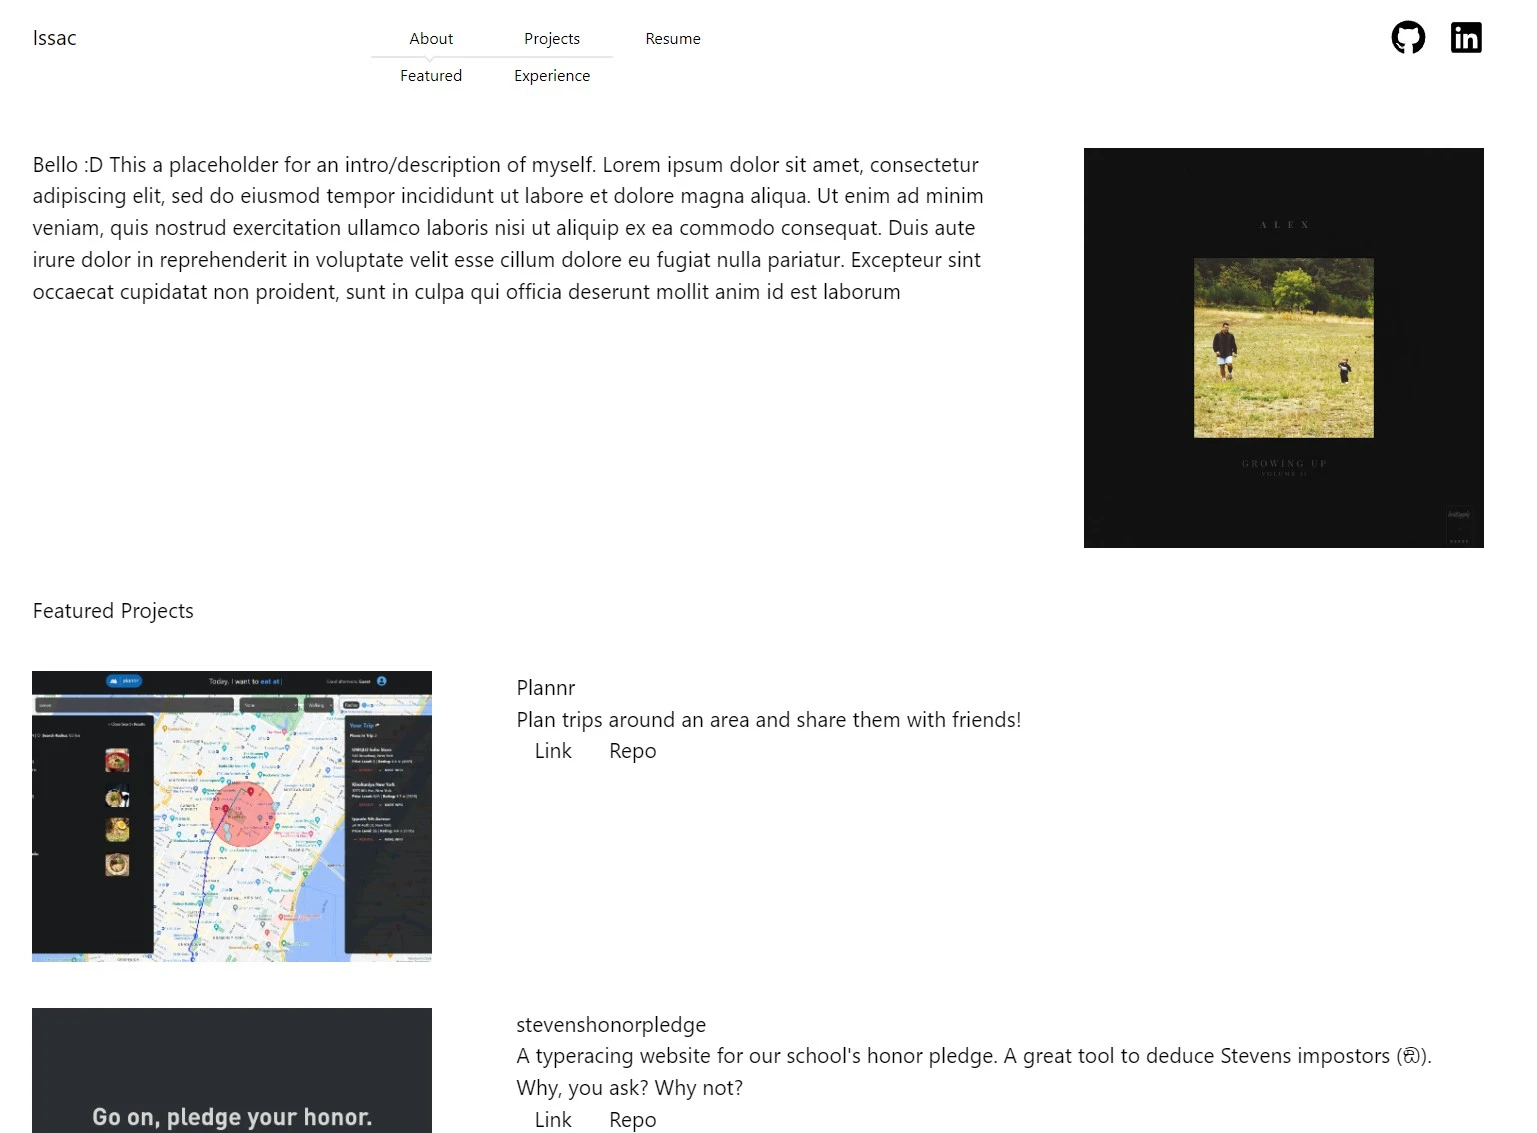 Issac
About
Projects
Resume
Featured
Experience
Bello :D This a placeholder for an intro/description of myself. Lorem ipsum dolor sit amet, consectetur
adipiscing elit, sed do eiusmod tempor incididunt ut labore et dolore magna aliqua. Ut enim ad minim
veniam, quis nostrud exercitation ullamco laboris nisi ut aliquip ex ea commodo consequat. Duis aute
irure dolor in reprehenderit in voluptate velit esse cillum dolore eu fugiat nulla pariatur. Excepteur sint
occaecat cupidatat non proident, sunt in culpa qui officia deserunt mollit anim id est laborum
ALEX
GROWING UP
Featured Projects
Today, I want to eat at
Your Trip
Plannr
Plan trips around an area and share them with friends!
Link
Repo
Go on, pledge your honor.
stevenshonorpledge
A typeracing website for our school's honor pledge. A great tool to deduce Stevens impostors (ඞ).
Why, you ask? Why not?
Link
Repo